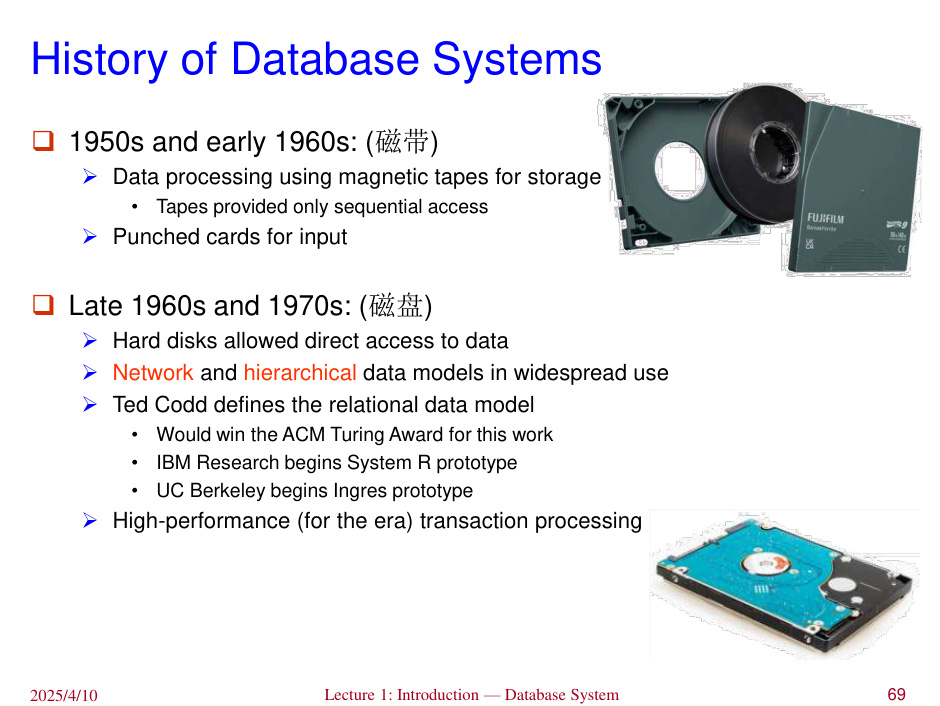 History of Database Systems
1950s and early 1960s: (磁带)
Data processing using magnetic tapes for storage
• Tapes provided only sequential access
Punched cards for input
FUJIFILM
Late 1960s and 1970s: (磁盘)
Hard disks allowed direct access to data
Network and hierarchical data models in widespread use
Ted Codd defines the relational data model
• Would win the ACM Turing Award for this work
• IBM Research begins System R prototype
• UC Berkeley begins Ingres prototype
High-performance (for the era) transaction processing
2025/4/10
Lecture 1: Introduction — Database System
69